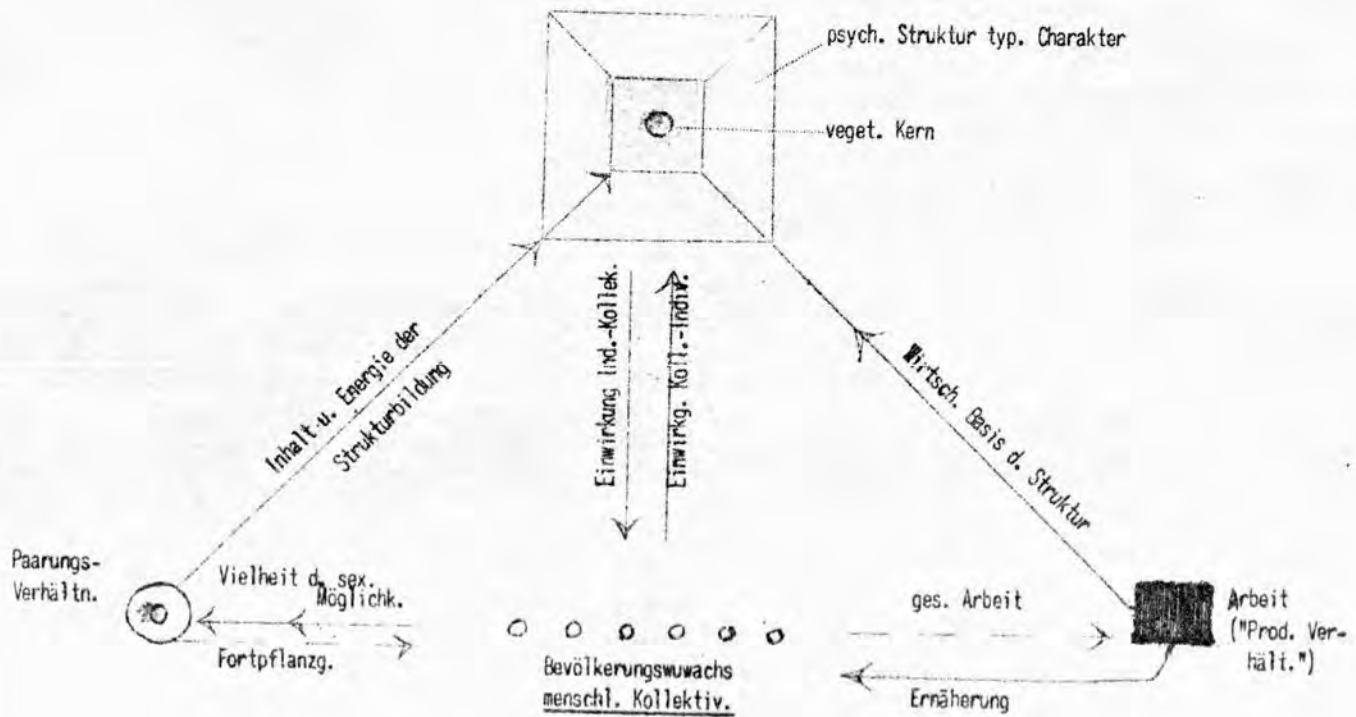 psych. Struktur typ. Charakter
veget. Kern
Einwirkung Ind.-Kollek.
Einwirkg. Koll.-Indiv.
Inhalt u. Energie der
Strukturbildung
Wirtsch. Basis d. Struktur
Paarungs-
Verhältn.
Vielheit d. sex.
Möglichk.
Fortpflanzg.
Bevölkerungswuwachs
menschl. Kollektiv.
ges. Arbeit
Ernäherung
Arbeit
("Prod. Ver-
hält.")